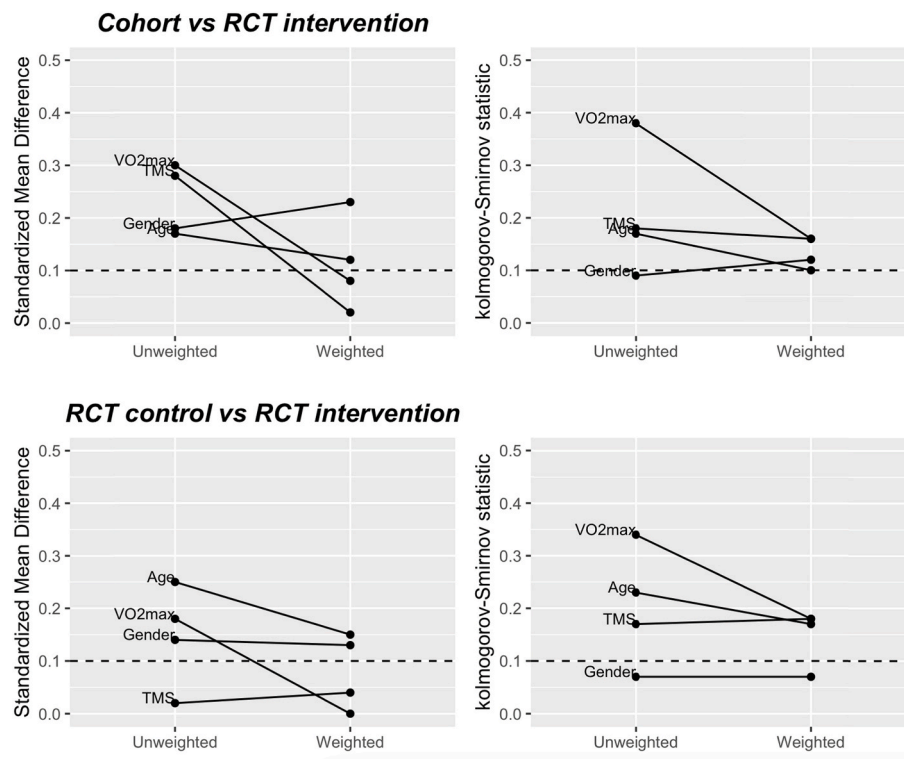 Cohort vs RCT intervention
Standardized Mean Difference
0.5
0.4
0.3
0.2
0.1
0.0
VO2max
TMS
Gender
Age
Unweighted
Weighted
kolmogorov-Smirnov statistic
0.5
0.4
0.3
0.2
0.1
0.0
VO2max
TMS
Age
Gender
Unweighted
Weighted
RCT control vs RCT intervention
Standardized Mean Difference
0.5
0.4
0.3
0.2
0.1
0.0
Age
VO2max
Gender
TMS
Unweighted
Weighted
kolmogorov-Smirnov statistic
0.5
0.4
0.3
0.2
0.1
0.0
VO2max
Age
TMS
Gender
Unweighted
Weighted